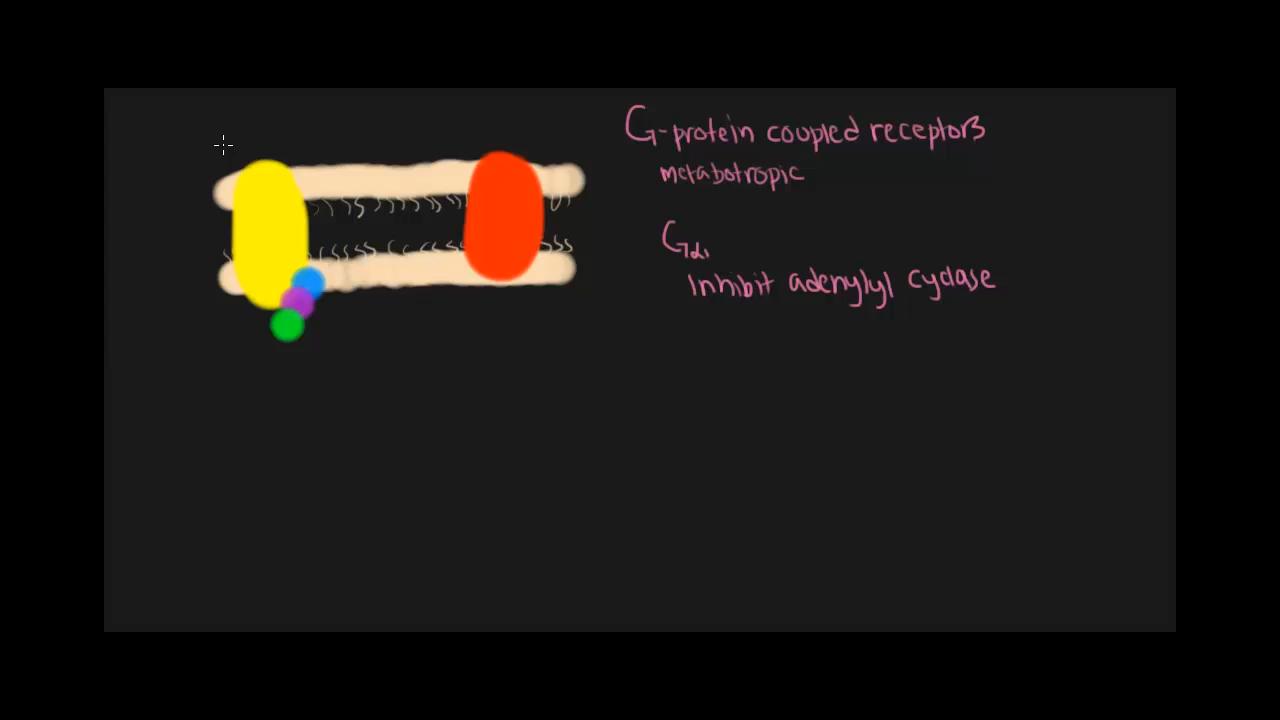 G-protein coupled receptors
metabotropic
Gαi
Inhibit adenylyl cyclase